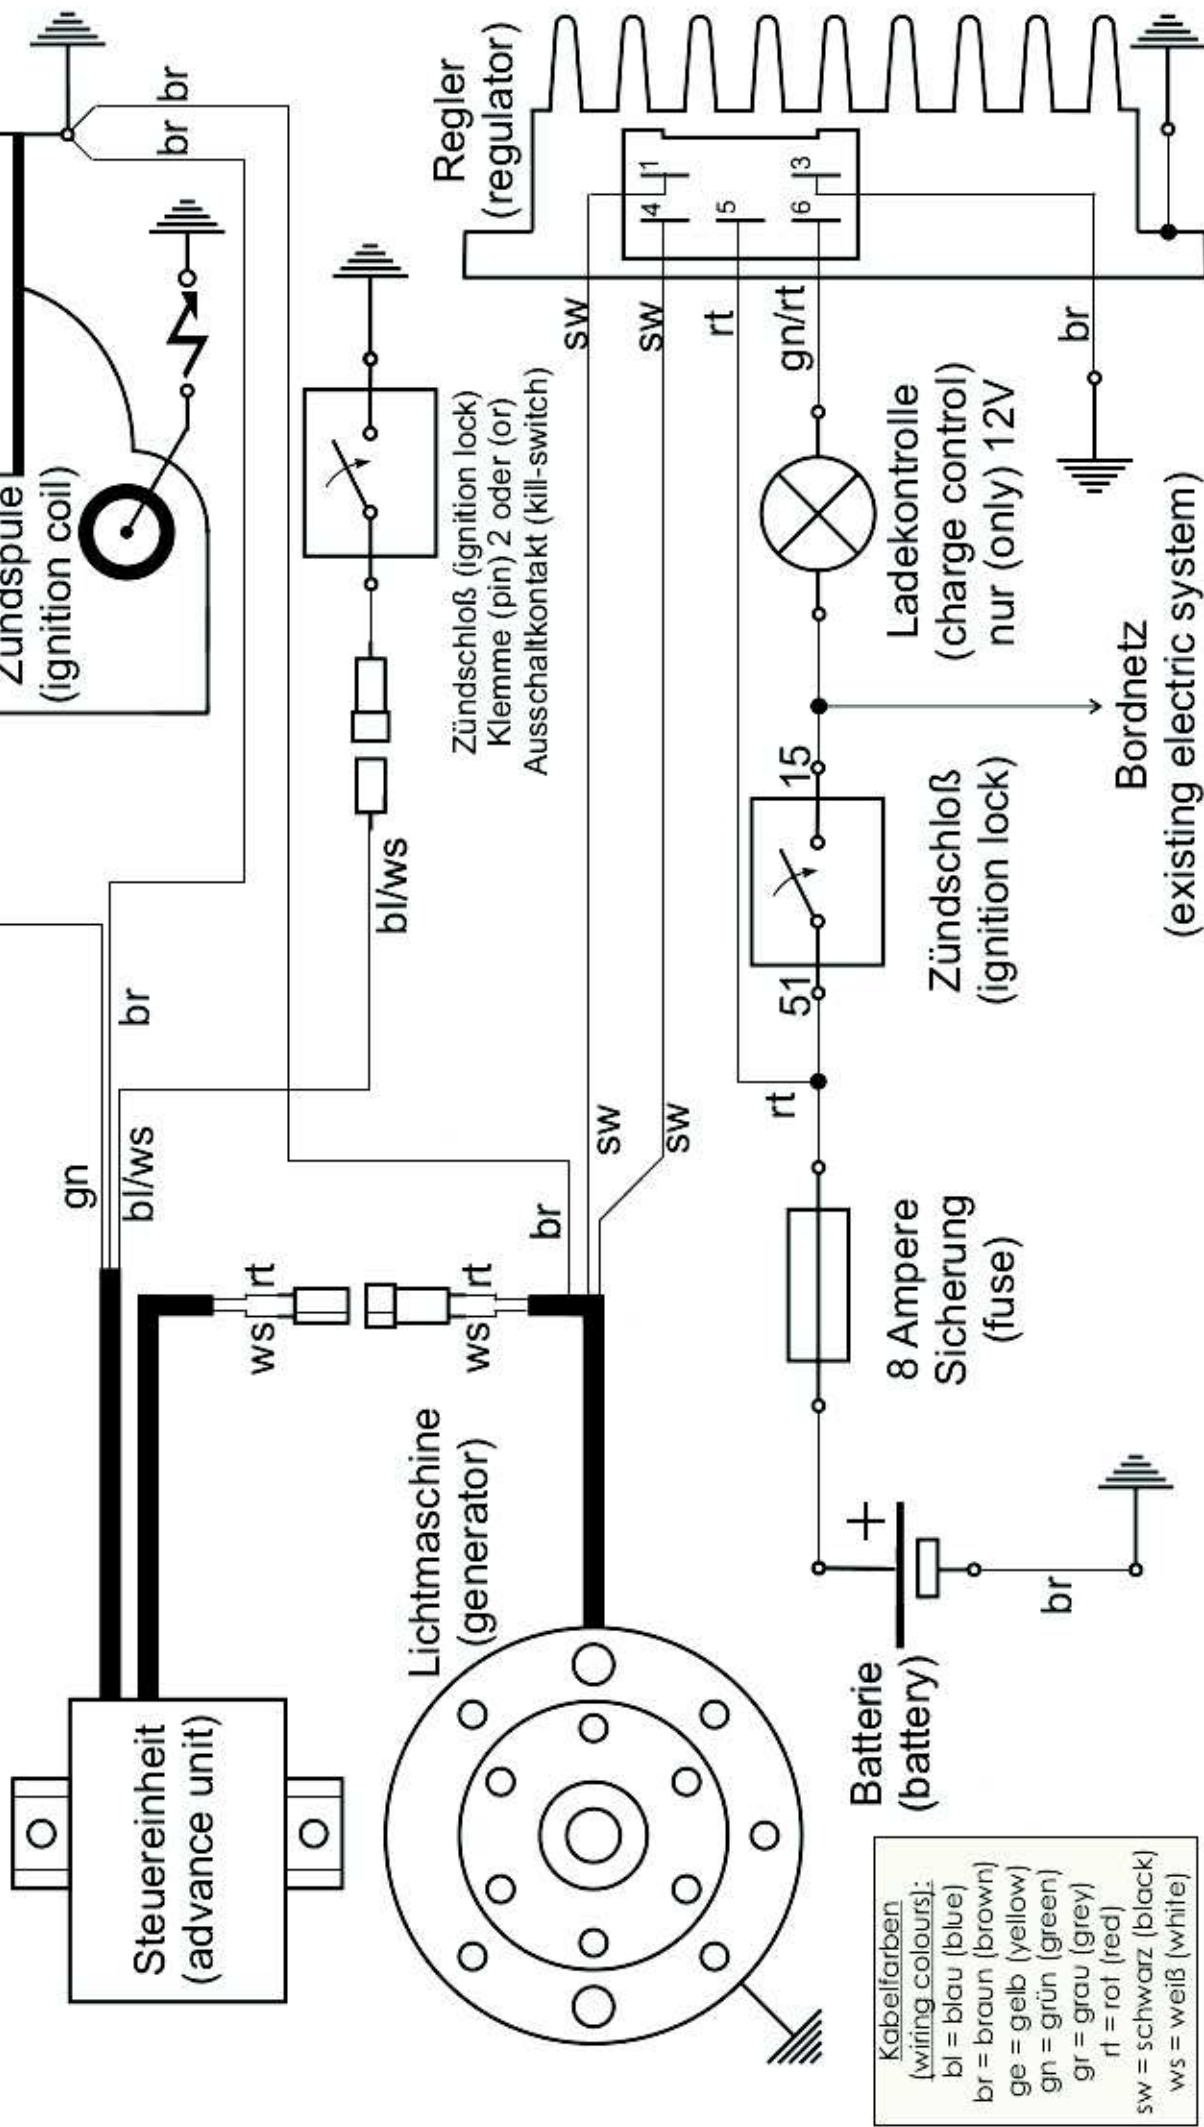 Steuereinheit
(advance unit)
gn
br
bl/ws
Zündspule
(ignition coil)
br
br
ws
rt
ws
rt
bl/ws
Zündschloß (ignition lock)
Klemme (pin) 2 oder (or)
Ausschaltkontakt (kill-switch)
Lichtmaschine
(generator)
br
sw
sw
sw
sw
rt
gn/rt
br
Regler
(regulator)
1
4
5
3
6
rt
51
15
Batterie
(battery)
+
br
8 Ampere
Sicherung
(fuse)
Zündschloß
(ignition lock)
Ladekontrolle
(charge control)
nur (only) 12V
Bordnetz
(existing electric system)
Kabelfarben
(wiring colours):
bl = blau (blue)
br = braun (brown)
ge = gelb (yellow)
gn = grün (green)
gr = grau (grey)
rt = rot (red)
sw = schwarz (black)
ws = weiß (white)